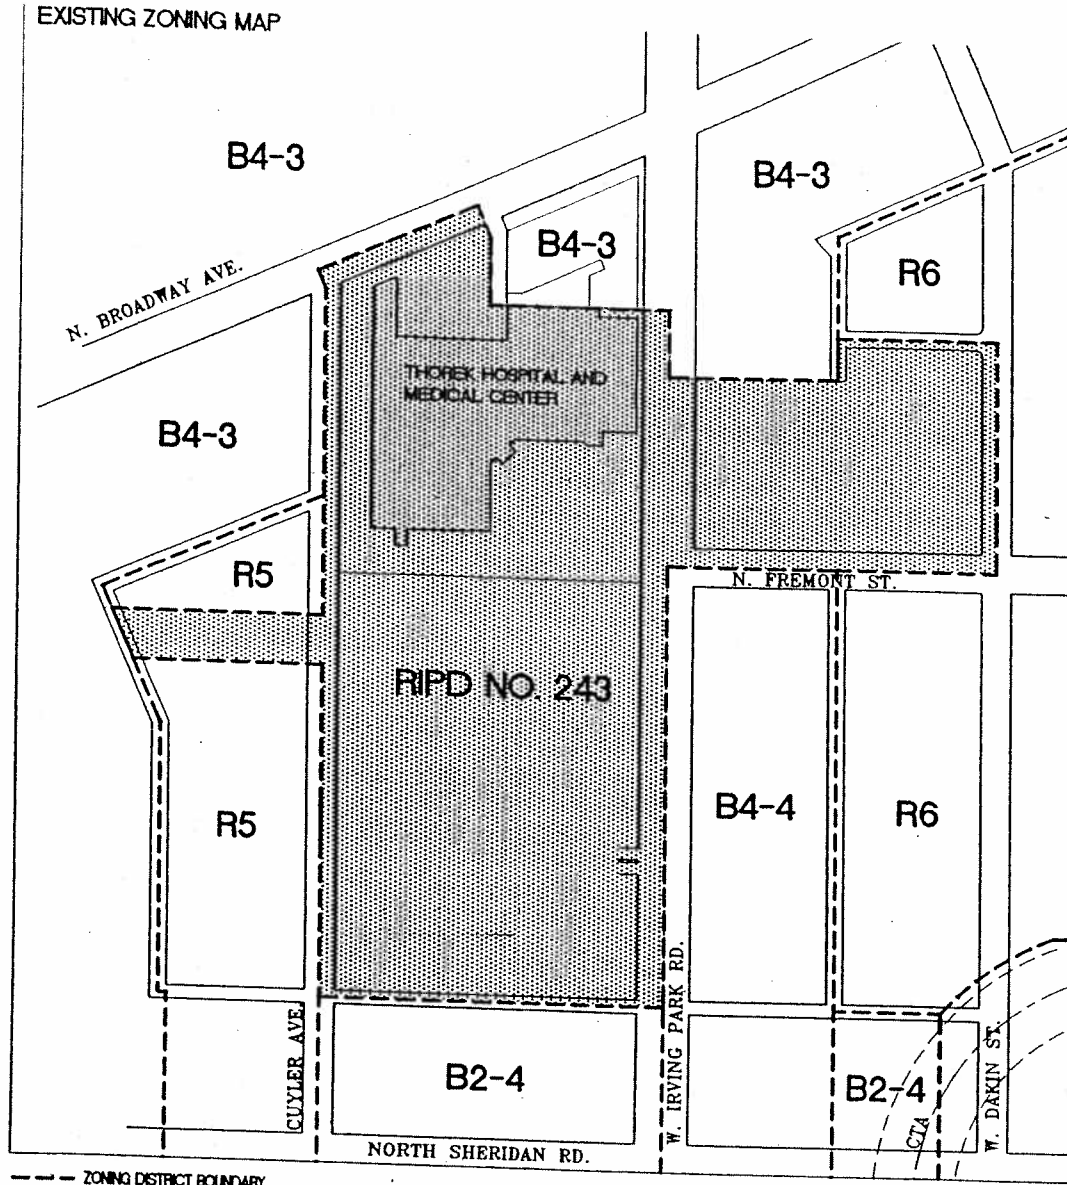 EXISTING ZONING MAP
B4-3
B4-3
B4-3
R6
N. BROADWAY AVE.
THOREK HOSPITAL AND
MEDICAL CENTER
B4-3
R5
N. FREMONT ST.
RIPD NO. 243
R5
B4-4
R6
CUYLER AVE.
W. IRVING PARK RD.
W. DAKIN ST.
B2-4
B2-4
CTA
NORTH SHERIDAN RD.
ZONING DISTRICT BOUNDARY